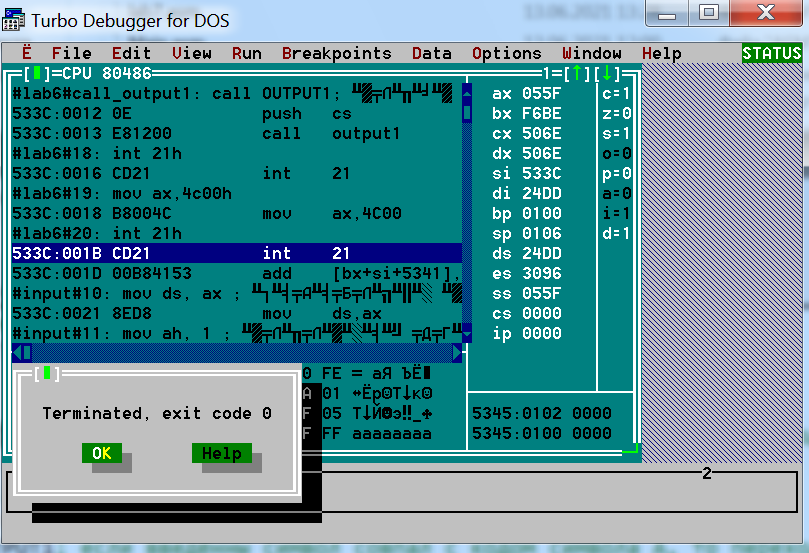 Turbo Debugger for DOS
Ë File Edit View Run Breakpoints Data Options Window Help STATUS
[▮]=CPU 80486 1=[↑][↓]
#lab6#call_output1: call OUTPUT1;
533C:0012 0E push cs
533C:0013 E81200 call output1
#lab6#18: int 21h
533C:0016 CD21 int 21
#lab6#19: mov ax,4c00h
533C:0018 B8004C mov ax,4C00
#lab6#20: int 21h
533C:001B CD21 int 21
533C:001D 00B84153 add [bx+si+5341],
#input#10: mov ds, ax ;
533C:0021 8ED8 mov ds,ax
#input#11: mov ah, 1 ;
ax 055F c=1
bx F6BE z=0
cx 506E s=1
dx 506E o=0
si 533C p=0
di 24DD a=0
bp 0100 i=1
sp 0106 d=1
ds 24DD
es 3096
ss 055F
cs 0000
ip 0000
0 FE = аЯ ЪЁ
A 01
F 05
F FF аааааааа
5345:0102 0000
5345:0100 0000
Terminated, exit code 0
OK Help
2